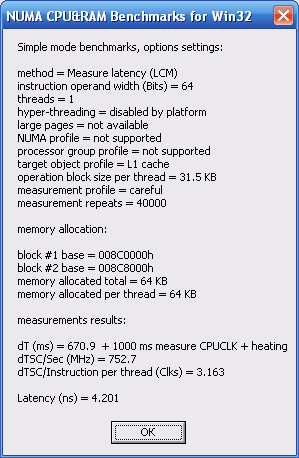 NUMA CPU&RAM Benchmarks for Win32
Simple mode benchmarks, options settings:
method = Measure latency (LCM)
instruction operand width (Bits) = 64
threads = 1
hyper-threading = disabled by platform
large pages = not available
NUMA profile = not supported
processor group profile = not supported
target object profile = L1 cache
operation block size per thread = 31.5 KB
measurement profile = careful
measurement repeats = 40000
memory allocation:
block #1 base = 008C0000h
block #2 base = 008C8000h
memory allocated total = 64 KB
memory allocated per thread = 64 KB
measurements results:
dT (ms) = 670.9  + 1000 ms measure CPUCLK + heating
dTSC/Sec (MHz) = 752.7
dTSC/Instruction per thread (Clks) = 3.163
Latency (ns) = 4.201
OK